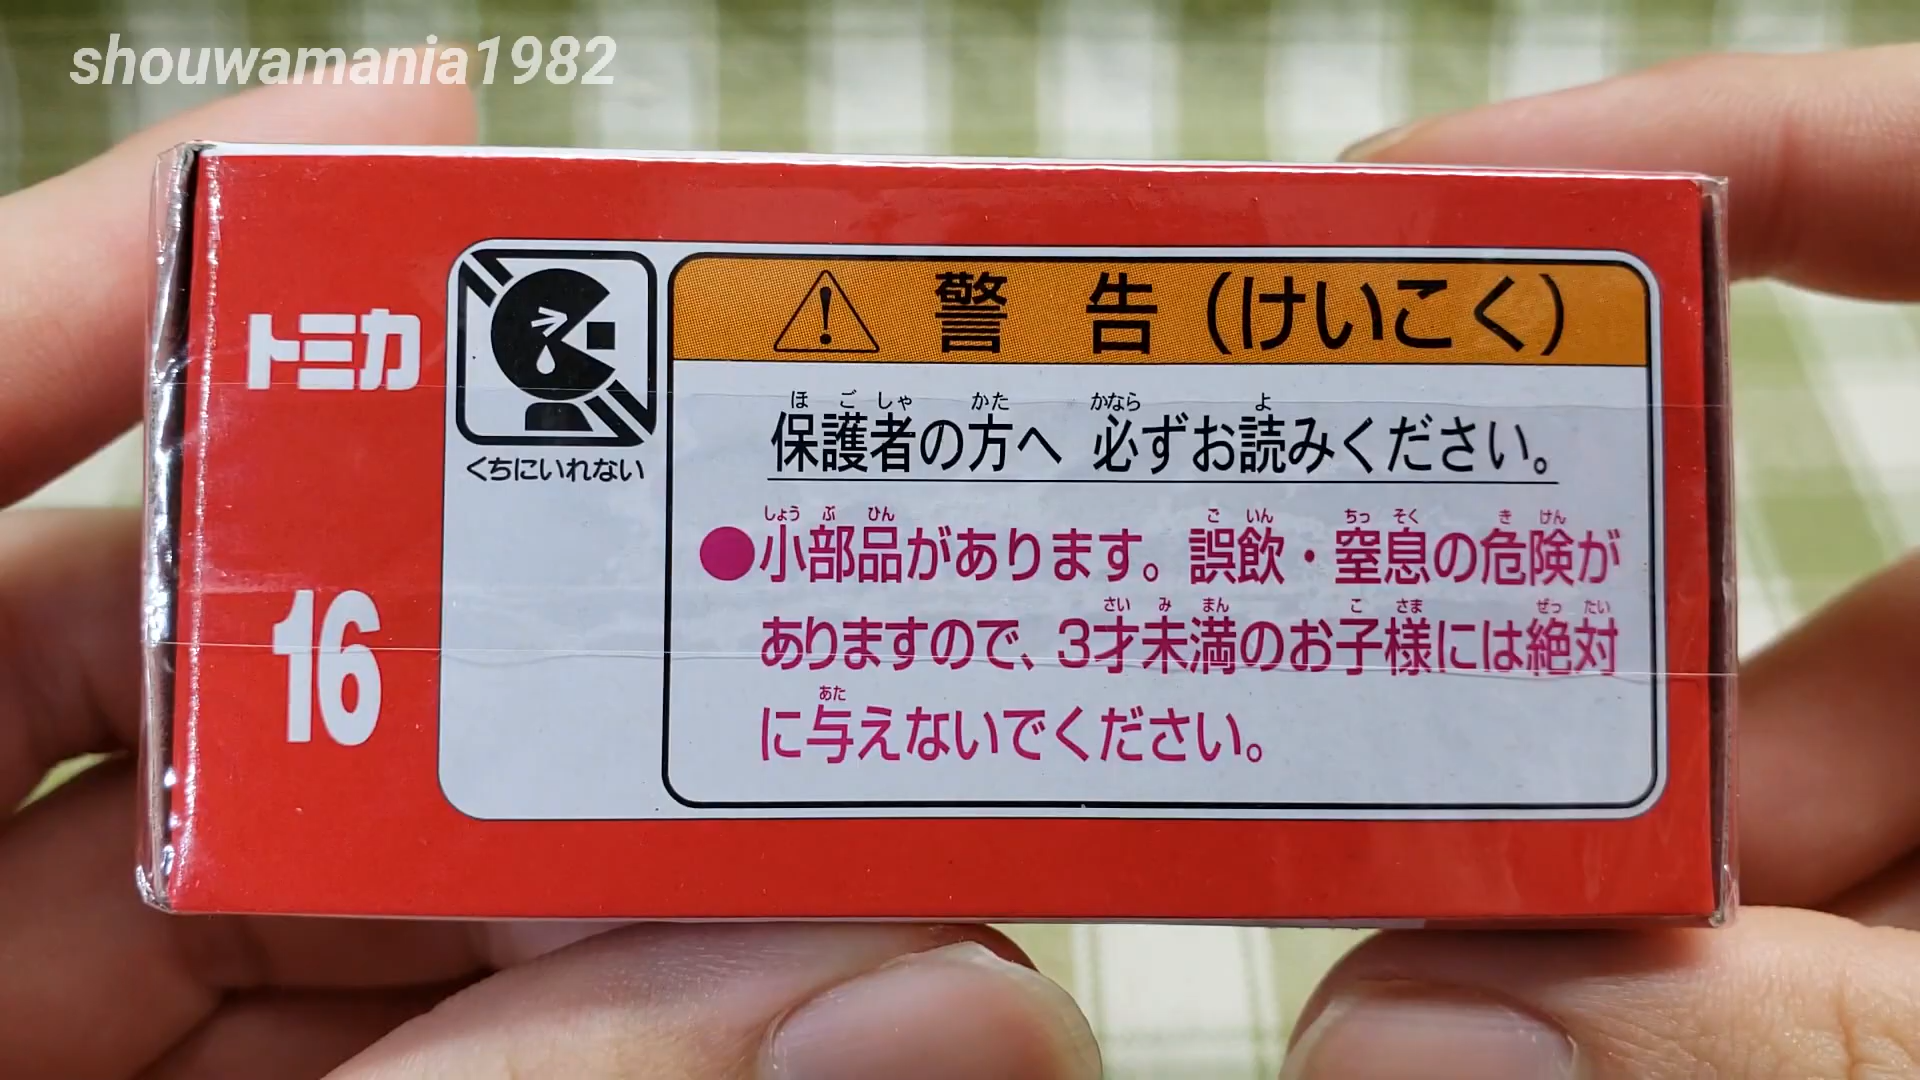 shouwamania1982
トミカ
16
くちにいれない
警告(けいこく)
ほごしゃ かた かなら よ
保護者の方へ 必ずお読みください。
しょうぶひん ごいん ちっそく きけん
●小部品があります。誤飲・窒息の危険が
さいみまん こさま ぜったい
ありますので、3才未満のお子様には絶対
あた
に与えないでください。